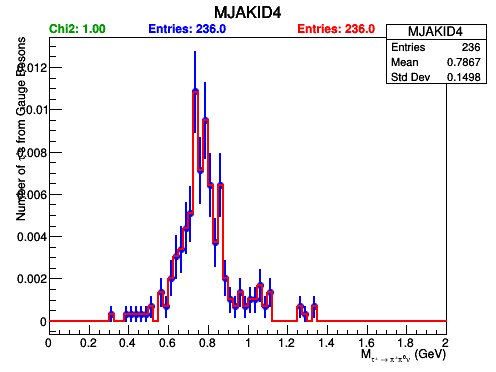 MJAKID4
Chi2: 1.00 Entries: 236.0 Entries: 236.0
MJAKID4
Entries 236
Mean 0.7867
Std Dev 0.1498
Number of τ's from Gauge Bosons
0.012
0.01
0.008
0.006
0.004
0.002
0
0 0.2 0.4 0.6 0.8 1 1.2 1.4 1.6 1.8 2
M τ⁺ → π⁺π⁰ν (GeV)